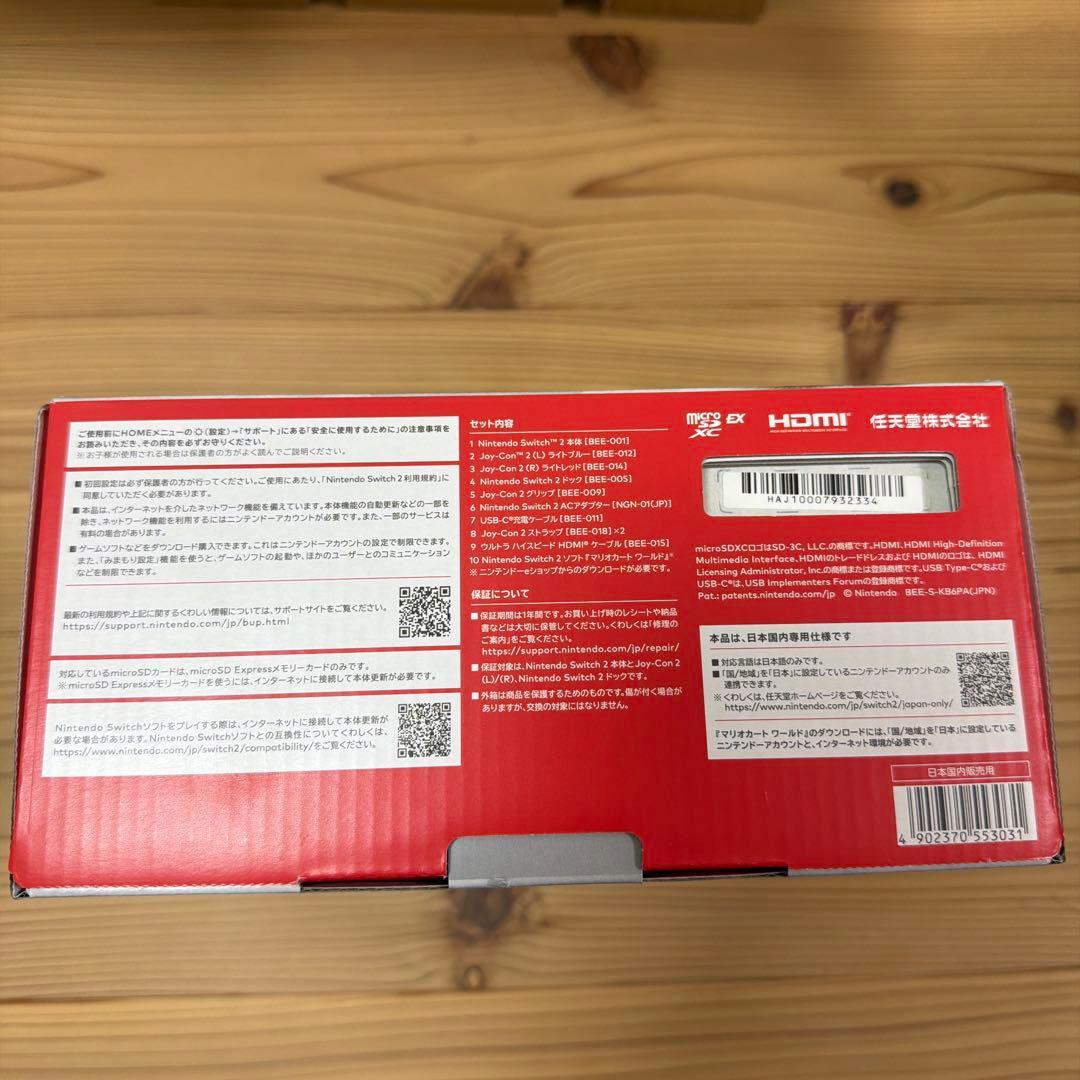 ご使用前にHOMEメニューの(設定)→「サポート」にある「安全に使用するために」の注意事項を
お読みいただき、その内容を必ずお守りください。
※お子様が使用される場合は保護者の方がよく読んでご説明ください。
■ 初回設定は必ず保護者の方が行ってください。ご使用にあたり、「Nintendo Switch 2 利用規約」に
同意していただく必要があります。
■ 本品は、インターネットを介したネットワーク機能を備えています。本体機能の自動更新などの一部を
除き、ネットワーク機能を利用するにはニンテンドーアカウントが必要です。また、一部のサービスは
有料の場合があります。
■ ゲームソフトなどをダウンロード購入できます。これはニンテンドーアカウントの設定で制限できます。
また、「みまもり設定」機能を使うと、ゲームソフトの起動や、ほかのユーザーとのコミュニケーション
などを制限できます。
最新の利用規約や上記に関するくわしい情報については、サポートサイトをご覧ください。
https://support.nintendo.com/jp/bup.html
対応しているmicroSDカードは、microSD Expressメモリーカードのみです。
※microSD Expressメモリーカードを使うには、インターネットに接続して本体更新が必要です。
Nintendo Switchソフトをプレイする際は、インターネットに接続して本体更新が
必要な場合があります。Nintendo Switchソフトとの互換性についてくわしくは、
https://www.nintendo.com/jp/switch2/compatibility/をご覧ください。
セット内容
1 Nintendo Switch™ 2 本体 [BEE-001]
2 Joy-Con™ 2 (L) ライトブルー [BEE-012]
3 Joy-Con 2 (R) ライトレッド [BEE-014]
4 Nintendo Switch 2 ドック [BEE-005]
5 Joy-Con 2 グリップ [BEE-009]
6 Nintendo Switch 2 ACアダプター [NGN-01(JP)]
7 USB-C®充電ケーブル [BEE-011]
8 Joy-Con 2 ストラップ [BEE-018] ×2
9 ウルトラ ハイスピード HDMI® ケーブル [BEE-015]
10 Nintendo Switch 2 ソフト『マリオカート ワールド』※
※ ニンテンドーeショップからのダウンロードが必要です。
保証について
■ 保証期間は1年間です。お買い上げ時のレシートや納品
書などは大切に保管してください。くわしくは「修理の
ご案内」をご覧ください。
https://support.nintendo.com/jp/repair/
■ 保証対象は、Nintendo Switch 2 本体とJoy-Con 2
(L)/(R)、Nintendo Switch 2 ドックです。
■ 外箱は商品を保護するためのものです。傷が付く場合が
ありますが、交換の対象にはなりません。
micro SD XC EX HDMI 任天堂株式会社
HIGH-DEFINITION MULTIMEDIA INTERFACE
HAJ10007932334
microSDXCロゴはSD-3C, LLC.の商標です。HDMI、HDMI High-Definition
Multimedia Interface、HDMIのトレードドレスおよび HDMIのロゴは、HDMI
Licensing Administrator, Inc.の商標または登録商標です。USB Type-C®および
USB-C®は、USB Implementers Forumの登録商標です。
Pat.: patents.nintendo.com/jp © Nintendo BEE-S-KB6PA(JPN)
本品は、日本国内専用仕様です
■ 対応言語は日本語のみです。
■ 「国/地域」を「日本」に設定しているニンテンドーアカウントのみ
連携できます。
※くわしくは、任天堂ホームページをご覧ください。
https://www.nintendo.com/jp/switch2/japan-only/
『マリオカート ワールド』のダウンロードには、「国/地域」を「日本」に設定している
ニンテンドーアカウントと、インターネット環境が必要です。
日本国内販売用
4 902370 553031